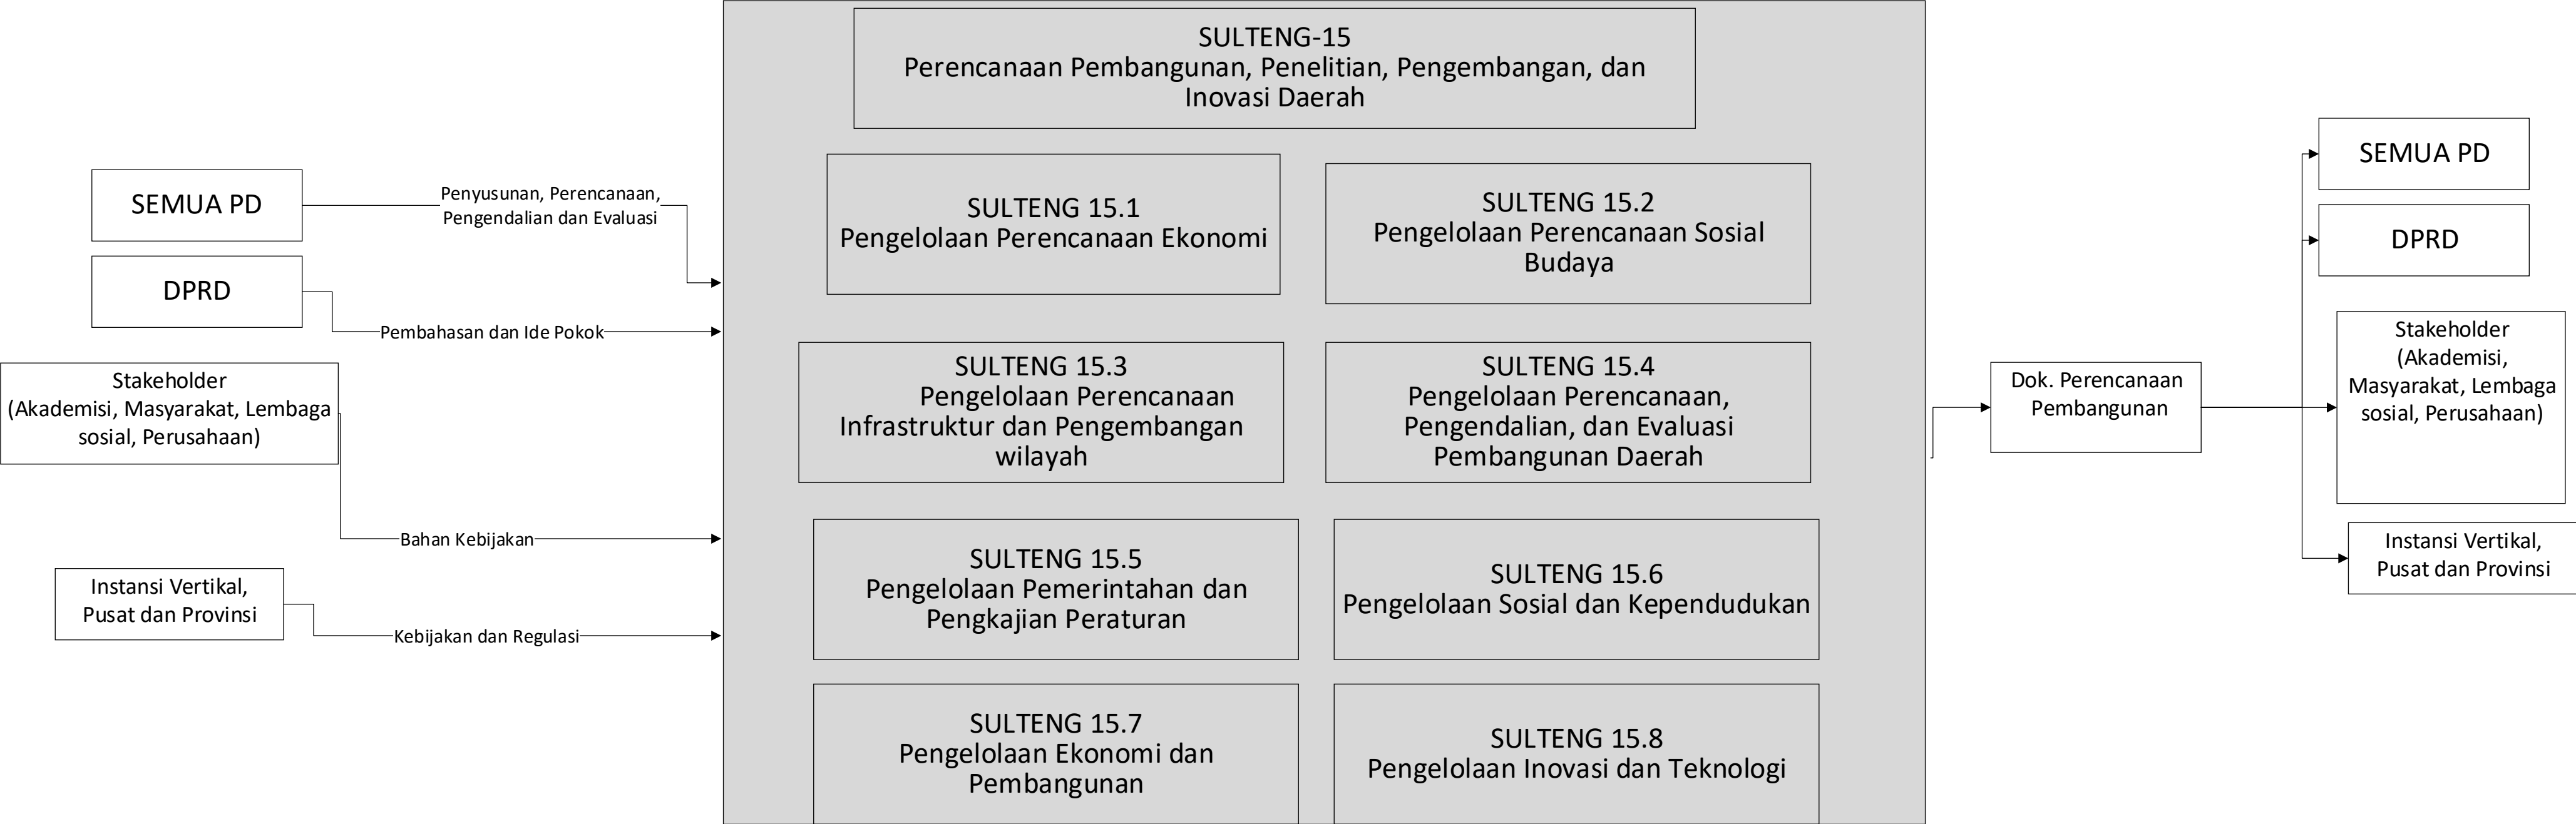 SULTENG-15
Perencanaan Pembangunan, Penelitian, Pengembangan, dan
Inovasi Daerah
SEMUA PD
Penyusunan, Perencanaan,
Pengendalian dan Evaluasi
DPRD
Pembahasan dan Ide Pokok
Stakeholder
(Akademisi, Masyarakat, Lembaga
sosial, Perusahaan)
Bahan Kebijakan
Instansi Vertikal,
Pusat dan Provinsi
Kebijakan dan Regulasi
SULTENG 15.1
Pengelolaan Perencanaan Ekonomi
SULTENG 15.2
Pengelolaan Perencanaan Sosial
Budaya
SULTENG 15.3
Pengelolaan Perencanaan
Infrastruktur dan Pengembangan
wilayah
SULTENG 15.4
Pengelolaan Perencanaan,
Pengendalian, dan Evaluasi
Pembangunan Daerah
SULTENG 15.5
Pengelolaan Pemerintahan dan
Pengkajian Peraturan
SULTENG 15.6
Pengelolaan Sosial dan Kependudukan
SULTENG 15.7
Pengelolaan Ekonomi dan
Pembangunan
SULTENG 15.8
Pengelolaan Inovasi dan Teknologi
Dok. Perencanaan
Pembangunan
SEMUA PD
DPRD
Stakeholder
(Akademisi,
Masyarakat, Lembaga
sosial, Perusahaan)
Instansi Vertikal,
Pusat dan Provinsi